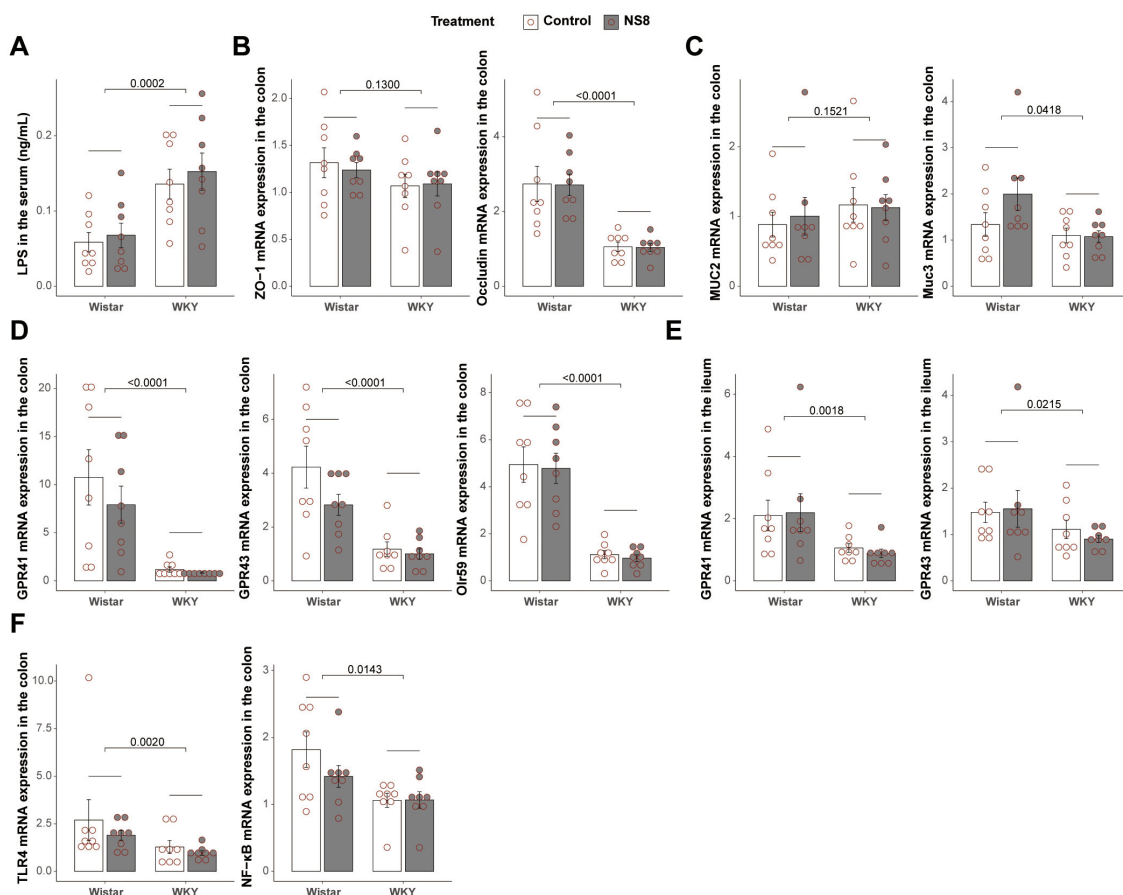 Treatment Control NS8
A
LPS in the serum (ng/mL)
0.2
0.1
0.0
0.0002
Wistar WKY
B
ZO−1 mRNA expression in the colon
2.0
1.5
1.0
0.5
0.0
0.1300
Wistar WKY
Occludin mRNA expression in the colon
4
2
0
<0.0001
Wistar WKY
C
MUC2 mRNA expression in the colon
2
1
0
0.1521
Wistar WKY
Muc3 mRNA expression in the colon
4
3
2
1
0
0.0418
Wistar WKY
D
GPR41 mRNA expression in the colon
20
15
10
5
0
<0.0001
Wistar WKY
GPR43 mRNA expression in the colon
6
4
2
0
<0.0001
Wistar WKY
Olr59 mRNA expression in the colon
8
6
4
2
0
<0.0001
Wistar WKY
E
GPR41 mRNA expression in the ileum
6
4
2
0
0.0018
Wistar WKY
GPR43 mRNA expression in the ileum
4
3
2
1
0
0.0215
Wistar WKY
F
TLR4 mRNA expression in the colon
10.0
7.5
5.0
2.5
0.0
0.0020
Wistar WKY
NF−κB mRNA expression in the colon
3
2
1
0
0.0143
Wistar WKY